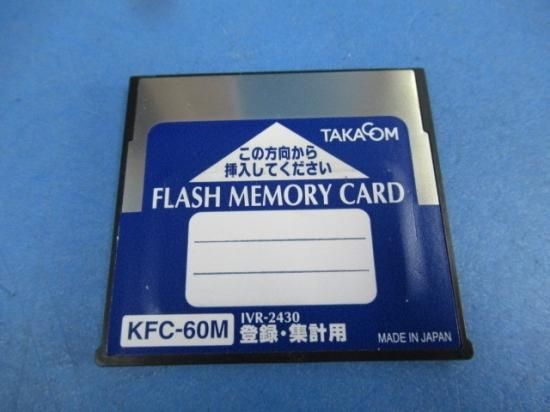 TAKACOM
この方向から
挿入してください
FLASH MEMORY CARD
KFC-60M
IVR-2430
登録・集計用
MADE IN JAPAN